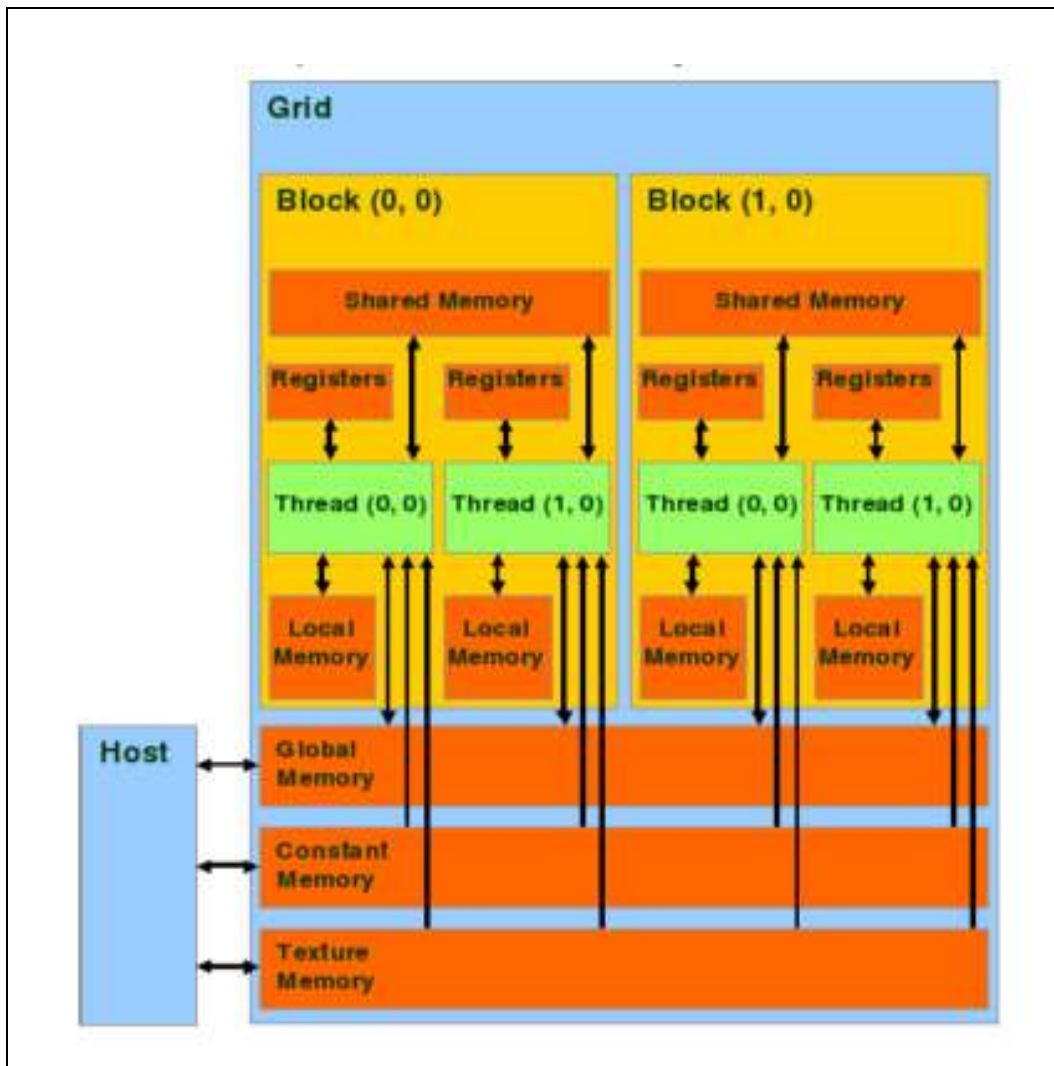 Grid
Block (0, 0)
Block (1, 0)
Shared Memory
Shared Memory
Registers
Registers
Registers
Registers
Thread (0, 0)
Thread (1, 0)
Thread (0, 0)
Thread (1, 0)
Local
Memory
Local
Memory
Local
Memory
Local
Memory
Host
Global
Memory
Constant
Memory
Texture
Memory